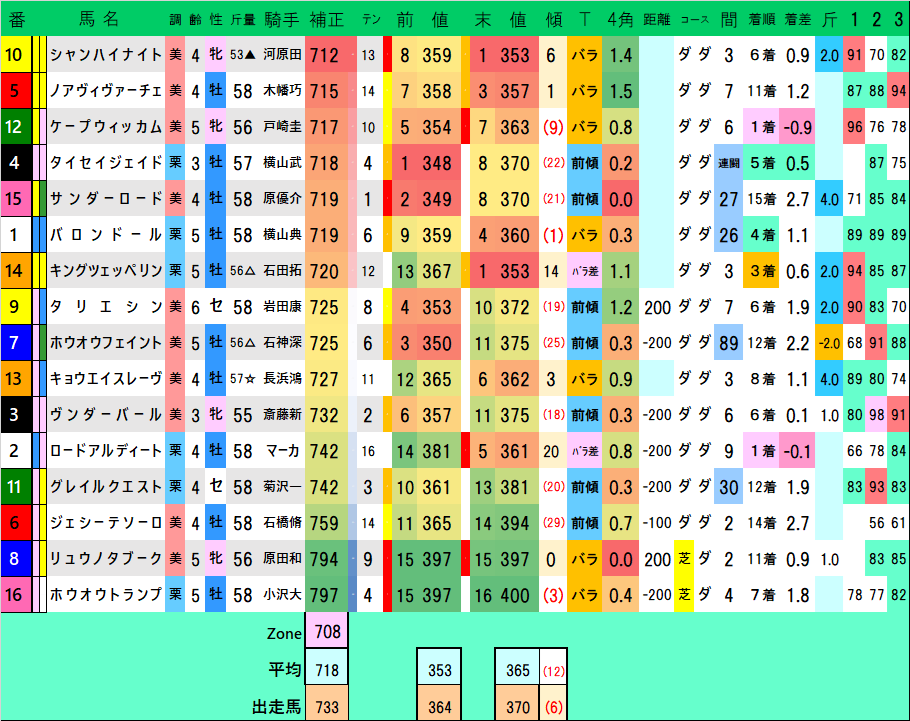 番 馬名 調 齢 性 斤量 騎手 補正 テン 前 値 末 値 傾 T 4角 距離 コース 間 着順 着差 斤 1 2 3
10 シャンハイナイト 美 4 牝 53▲ 河原田 712 13 8 359 1 353 6 バラ 1.4 ダ ダ 3 6着 0.9 2.0 91 70 82
5 ノアヴィヴァーチェ 美 4 牡 58 木幡巧 715 14 7 358 3 357 1 バラ 1.5 ダ ダ 7 11着 1.2 87 88 94
12 ケープウィッカム 美 5 牝 56 戸崎圭 717 10 5 354 7 363 (9) バラ 0.8 ダ ダ 6 1着 -0.9 96 76 78
4 タイセイジェイド 栗 3 牡 57 横山武 718 4 1 348 8 370 (22) 前傾 0.2 ダ ダ 連闘 5着 0.5 87 75
15 サンダーロード 美 4 牡 58 原優介 719 1 2 349 8 370 (21) 前傾 0.0 ダ ダ 27 15着 2.7 4.0 71 85 84
1 バロンドール 栗 5 牡 58 横山典 719 6 9 359 4 360 (1) バラ 0.3 ダ ダ 26 4着 1.1 89 89 89
14 キングツェッペリン 栗 5 牡 56△ 石田拓 720 12 13 367 1 353 14 バラ差 1.1 ダ ダ 3 3着 0.6 2.0 94 85 87
9 タリエシン 美 6 セ 58 岩田康 725 8 4 353 10 372 (19) 前傾 1.2 200 ダ ダ 7 6着 1.9 2.0 90 83 70
7 ホウオウフェイント 美 5 牡 56△ 石神深 725 6 3 350 11 375 (25) 前傾 0.3 -200 ダ ダ 89 12着 2.2 -2.0 68 91 88
13 キョウエイスレーヴ 美 4 牡 57☆ 長浜鴻 727 11 12 365 6 362 3 バラ 0.9 ダ ダ 3 8着 1.1 4.0 89 80 74
3 ヴンダーバール 美 3 牝 55 斎藤新 732 2 6 357 11 375 (18) 前傾 0.3 -200 ダ ダ 6 6着 0.1 1.0 80 98 91
2 ロードアルディート 栗 4 牡 58 マーカ 742 16 14 381 5 361 20 バラ差 0.8 -200 ダ ダ 9 1着 -0.1 66 78 84
11 グレイルクエスト 栗 4 セ 58 菊沢一 742 3 10 361 13 381 (20) 前傾 0.3 -200 ダ ダ 30 12着 1.9 83 93 83
6 ジェシーテソーロ 美 4 牡 58 石橋脩 759 14 11 365 14 394 (29) 前傾 0.7 -100 ダ ダ 2 14着 2.7 56 61
8 リュウノタブーク 美 5 牝 56 原田和 794 9 15 397 15 397 0 バラ 0.0 200 芝 ダ 2 11着 0.9 1.0 83 85
16 ホウオウトランプ 栗 5 牡 58 小沢大 797 4 15 397 16 400 (3) バラ 0.4 -200 芝 ダ 4 7着 1.8 78 77 82
Zone 708
平均 718 353 365 (12)
出走馬 733 364 370 (6)